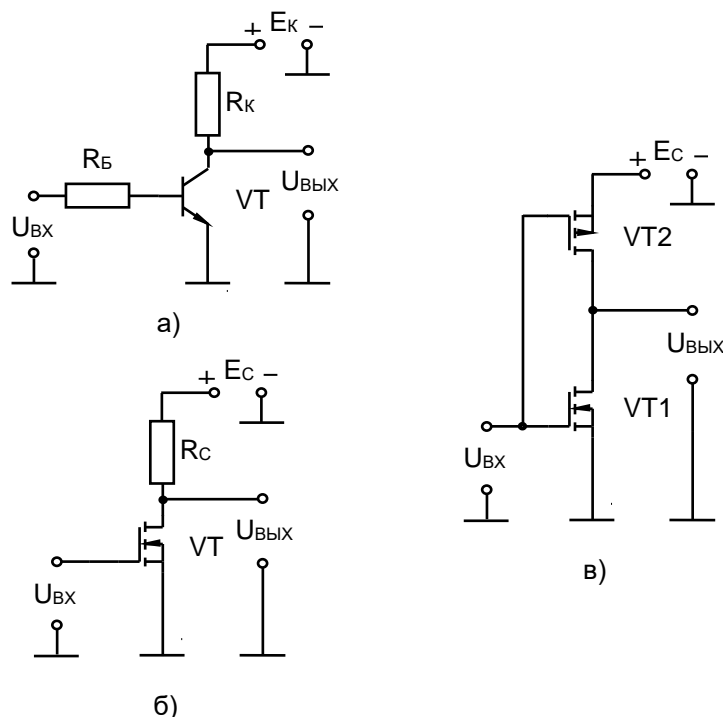 + EК −
RК
RБ
VT
UВЫХ
UВХ
а)
+ EС −
RС
VT
UВЫХ
UВХ
б)
+ EС −
VT2
UВЫХ
VT1
UВХ
в)